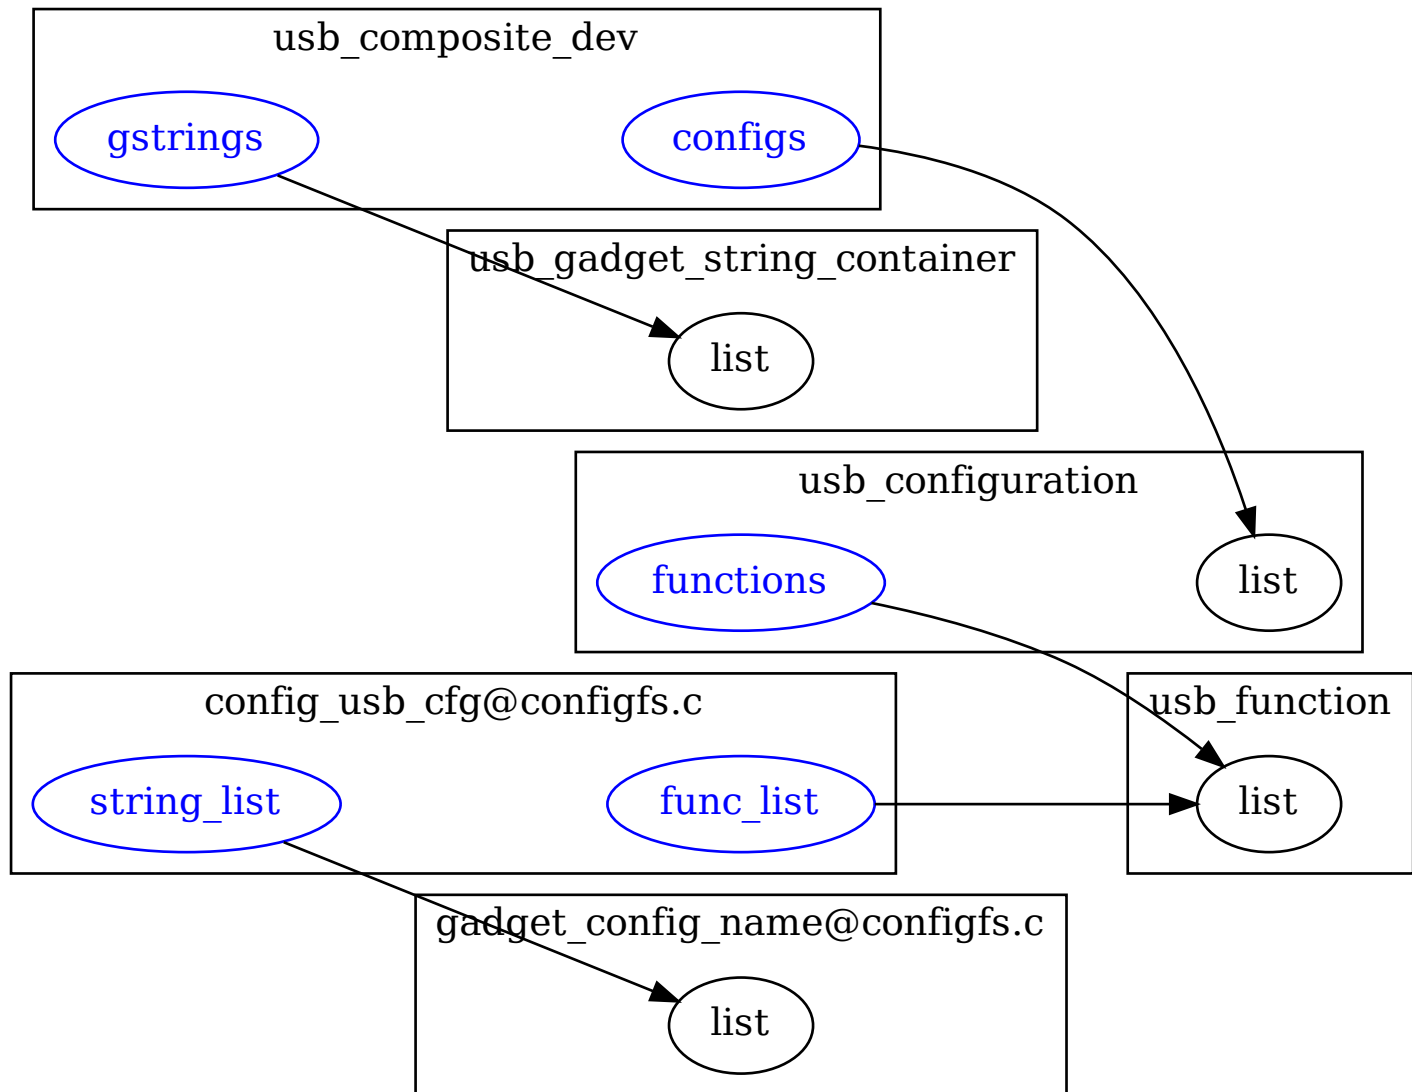 usb_composite_dev
gstrings
configs
usb_gadget_string_container
list
usb_configuration
functions
list
config_usb_cfg@configfs.c
string_list
func_list
usb_function
list
gadget_config_name@configfs.c
list